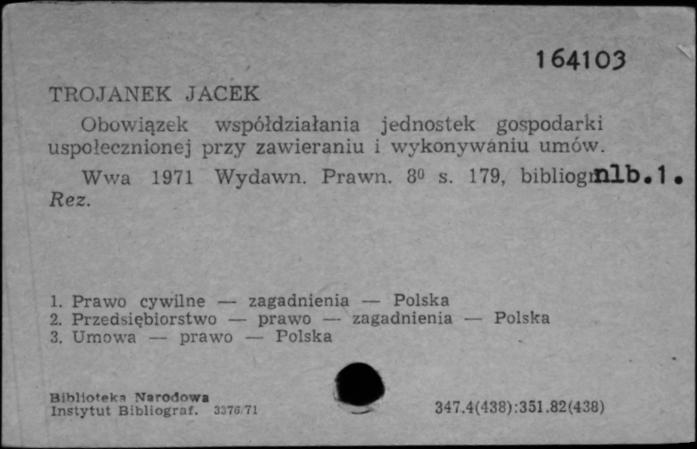 164103
TROJANEK JACEK
Obowiązek współdziałania jednostek gospodarki
uspołecznionej przy zawieraniu i wykonywaniu umów.
Wwa 1971 Wydawn. Prawn. 8⁰ s. 179, bibliogr nlb.1.
Rez.
1. Prawo cywilne — zagadnienia — Polska
2. Przedsiębiorstwo — prawo — zagadnienia — Polska
3. Umowa — prawo — Polska
Biblioteka Narodowa
Instytut Bibliograf. 3376/71
347.4(438):351.82(438)